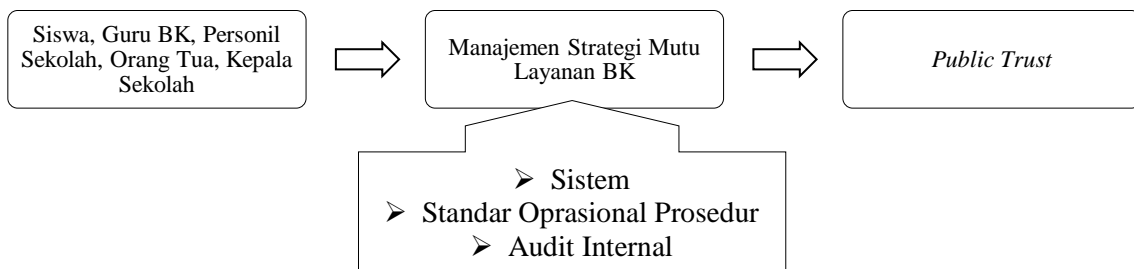 Siswa, Guru BK, Personil
Sekolah, Orang Tua, Kepala
Sekolah
Manajemen Strategi Mutu
Layanan BK
Public Trust
➢ Sistem
➢ Standar Oprasional Prosedur
➢ Audit Internal